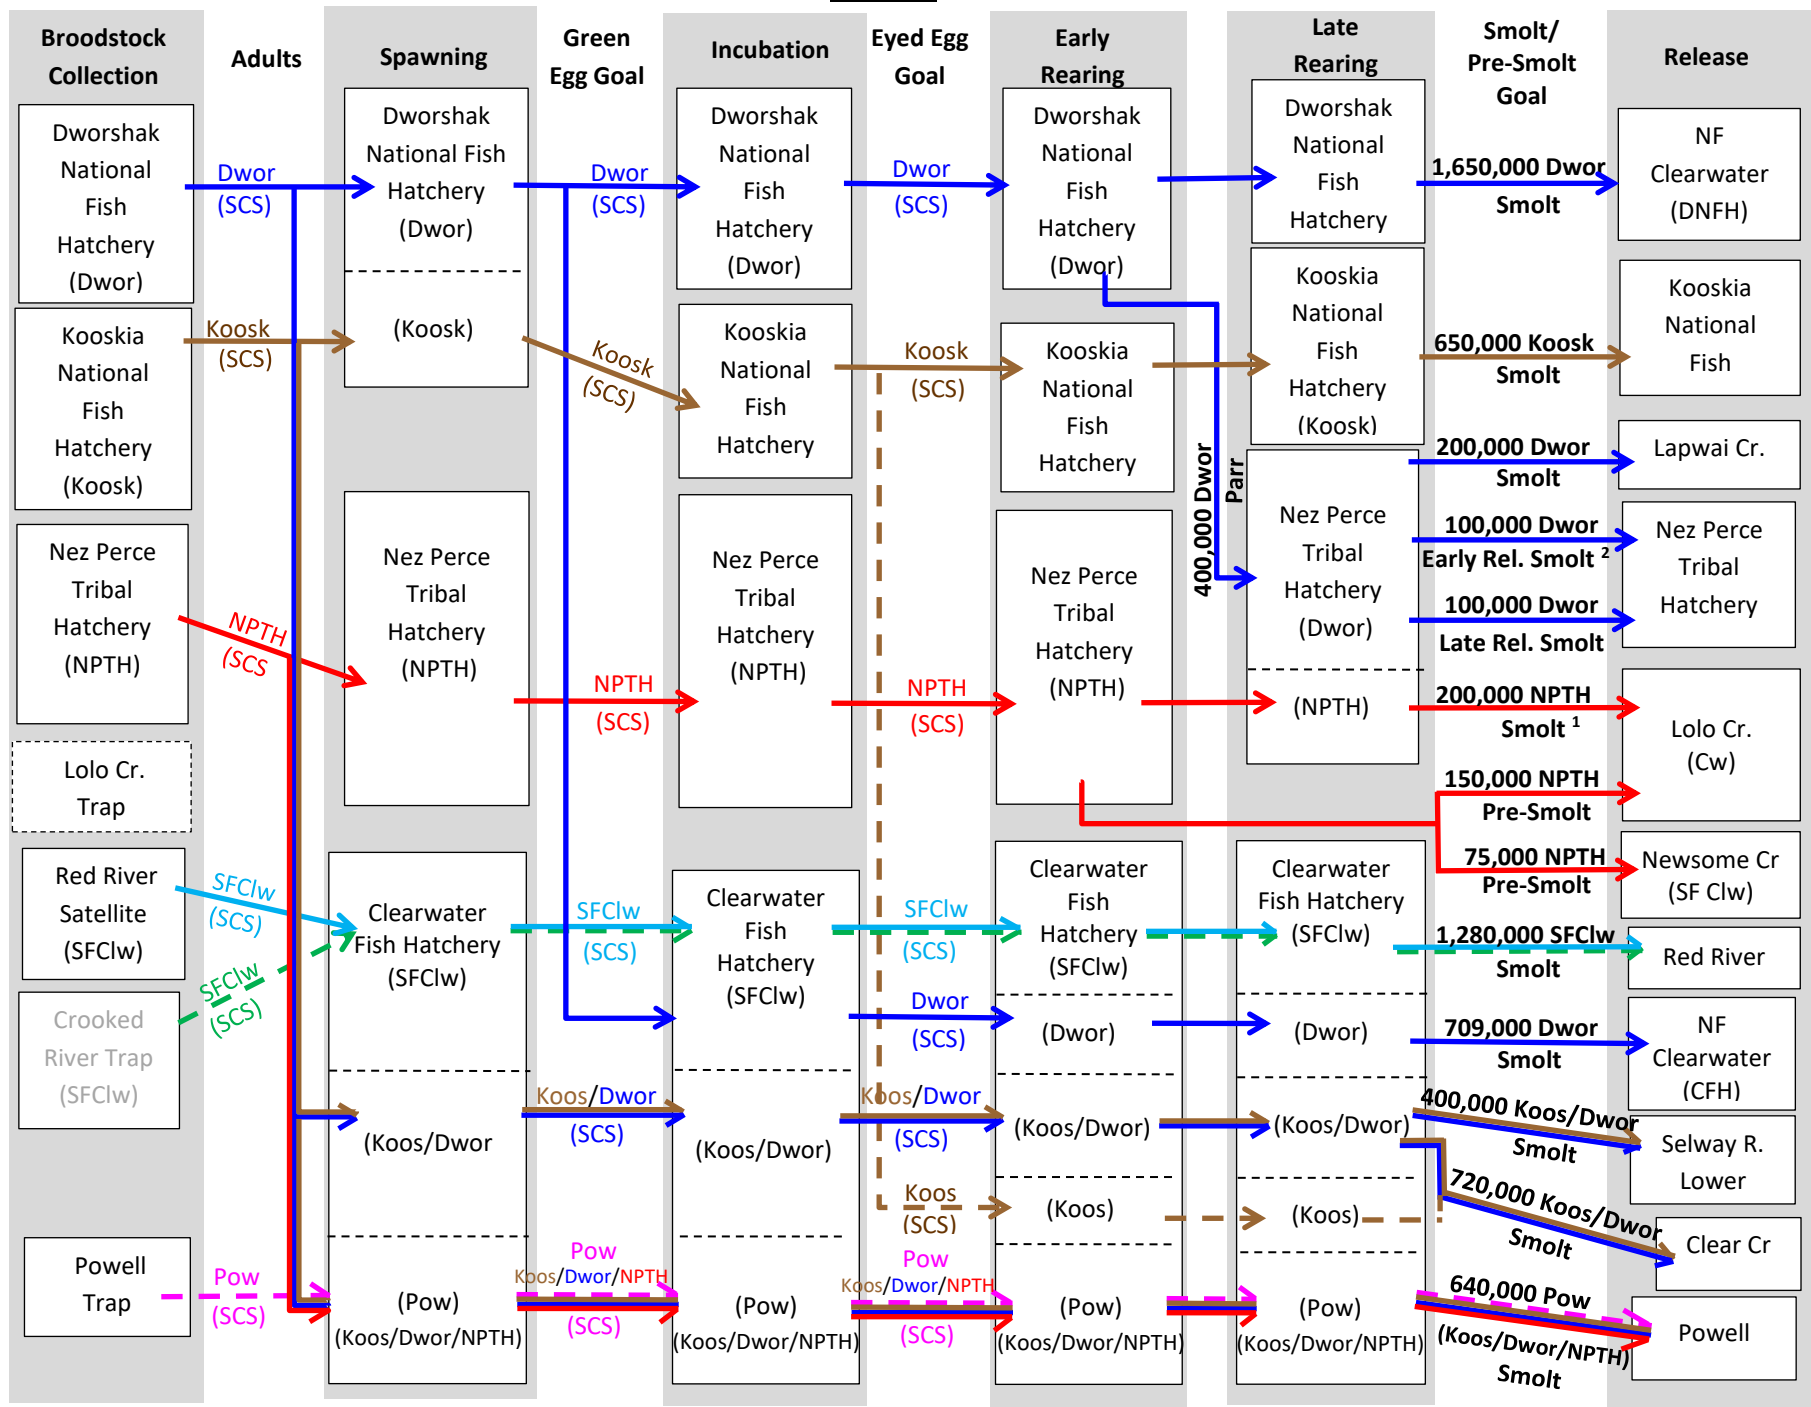 Broodstock
Collection
Adults
Spawning
Green
Egg Goal
Incubation
Eyed Egg
Goal
Early
Rearing
Late
Rearing
Smolt/
Pre-Smolt
Goal
Release
Dworshak
National
Fish
Hatchery
(Dwor)
Kooskia
National
Fish
Hatchery
(Koosk)
Nez Perce
Tribal
Hatchery
(NPTH)
Lolo Cr.
Trap
Red River
Satellite
(SFClw)
Crooked
River Trap
(SFClw)
Powell
Trap
Dwor
(SCS)
Koosk
(SCS)
NPTH
(SCS
SFClw
(SCS)
SFClw
(SCS)
Pow
(SCS)
Dworshak
National Fish
Hatchery
(Dwor)
(Koosk)
Nez Perce
Tribal
Hatchery
(NPTH)
Clearwater
Fish Hatchery
(SFClw)
(Koos/Dwor
(Pow)
(Koos/Dwor/NPTH)
Dwor
(SCS)
Koosk
(SCS)
NPTH
(SCS)
SFClw
(SCS)
Koos/Dwor
(SCS)
Pow
Koos/Dwor/NPTH
(SCS)
Dworshak
National
Fish
Hatchery
(Dwor)
Kooskia
National
Fish
Hatchery
Nez Perce
Tribal
Hatchery
(NPTH)
Clearwater
Fish
Hatchery
(SFClw)
(Koos/Dwor)
(Pow)
(Koos/Dwor/NPTH)
Dwor
(SCS)
Koosk
(SCS)
NPTH
(SCS)
SFClw
(SCS)
Dwor
(SCS)
Koos/Dwor
(SCS)
Koos
(SCS)
Pow
Koos/Dwor/NPTH
(SCS)
Dworshak
National
Fish
Hatchery
(Dwor)
Kooskia
National
Fish
Hatchery
Nez Perce
Tribal
Hatchery
(NPTH)
Clearwater
Fish
Hatchery
(SFClw)
(Dwor)
(Koos/Dwor)
(Koos)
(Pow)
(Koos/Dwor/NPTH)
400,000 Dwor
Parr
Dworshak
National
Fish
Hatchery
Kooskia
National
Fish
Hatchery
(Koosk)
Nez Perce
Tribal
Hatchery
(Dwor)
(NPTH)
Clearwater
Fish Hatchery
(SFClw)
(Dwor)
(Koos/Dwor)
(Koos)
(Pow)
(Koos/Dwor/NPTH)
1,650,000 Dwor
Smolt
650,000 Koosk
Smolt
200,000 Dwor
Smolt
100,000 Dwor
Early Rel. Smolt 2
100,000 Dwor
Late Rel. Smolt
200,000 NPTH
Smolt 1
150,000 NPTH
Pre-Smolt
75,000 NPTH
Pre-Smolt
1,280,000 SFClw
Smolt
709,000 Dwor
Smolt
400,000 Koos/Dwor
Smolt
720,000 Koos/Dwor
Smolt
640,000 Pow
(Koos/Dwor/NPTH)
Smolt
NF
Clearwater
(DNFH)
Kooskia
National
Fish
Lapwai Cr.
Nez Perce
Tribal
Hatchery
Lolo Cr.
(Cw)
Newsome Cr
(SF Clw)
Red River
NF
Clearwater
(CFH)
Selway R.
Lower
Clear Cr
Powell